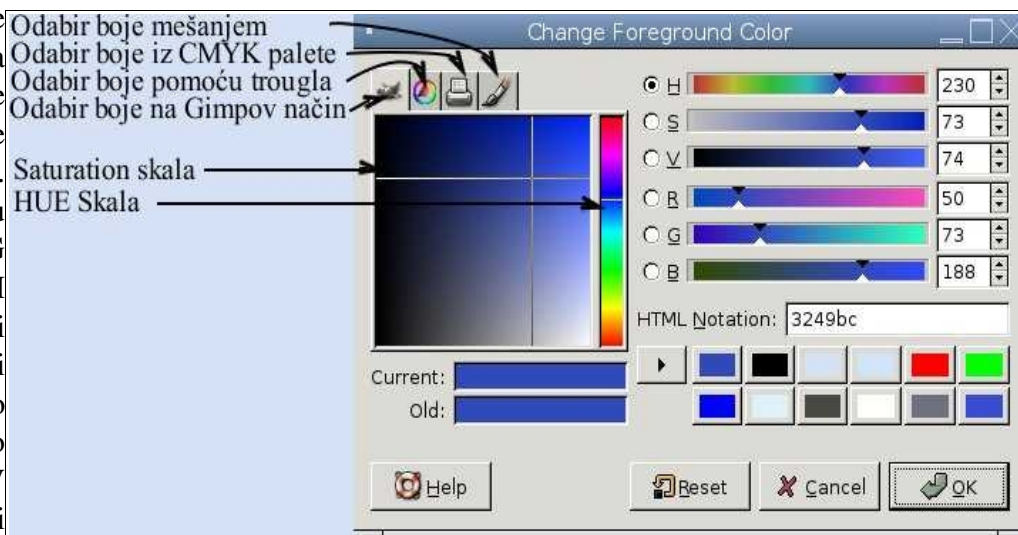 Odabir boje mešanjem
Odabir boje iz CMYK palete
Odabir boje pomoću trougla
Odabir boje na Gimpov način
Saturation skala
HUE Skala
Change Foreground Color
H 230
S 73
V 74
R 50
G 73
B 188
HTML Notation: 3249bc
Current:
Old:
Help Reset Cancel OK